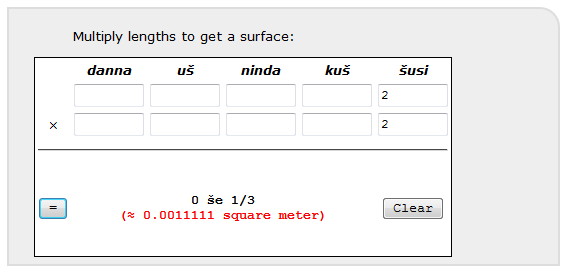 Multiply lengths to get a surface:
danna uš ninda kuš šusi
2
× 2
0 še 1/3
= (≈ 0.0011111 square meter) Clear